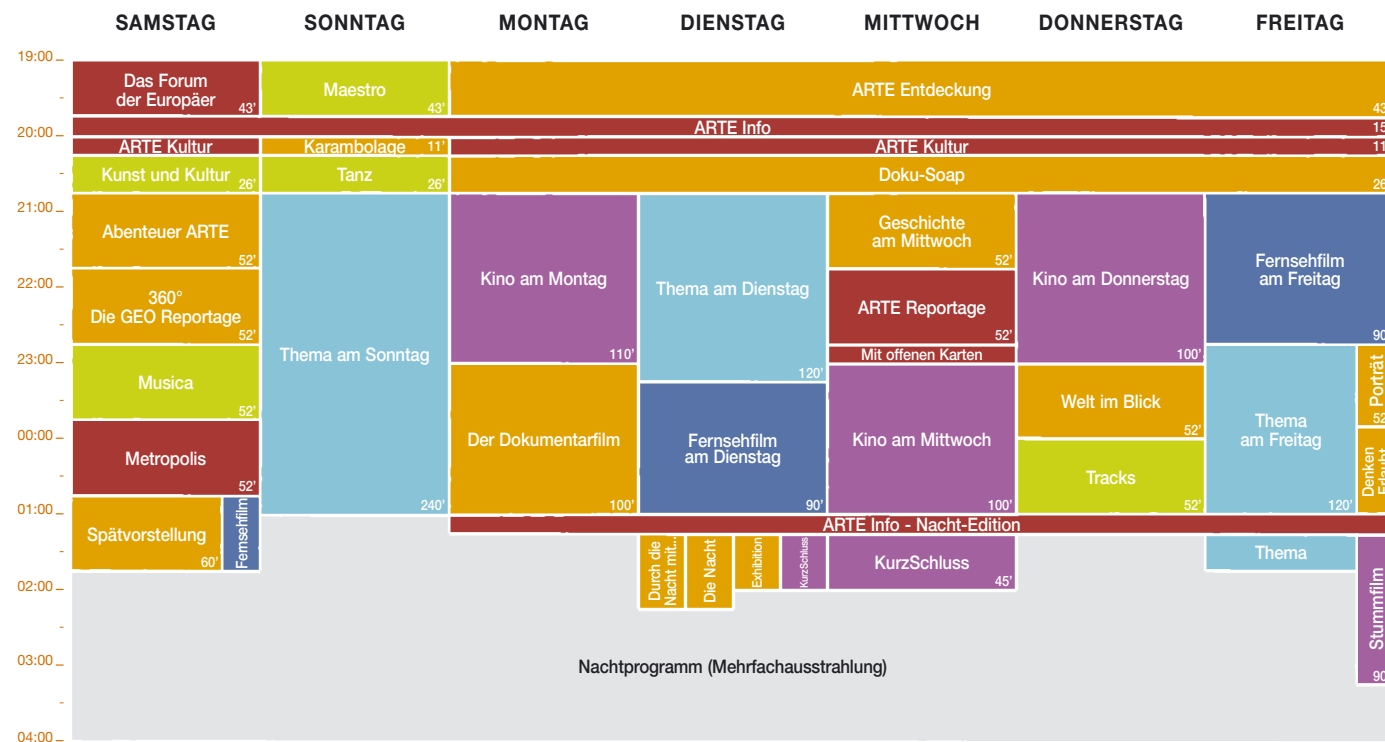 SAMSTAG SONNTAG MONTAG DIENSTAG MITTWOCH DONNERSTAG FREITAG
19:00
Das Forum
der Europäer
43'
Maestro
43'
ARTE Entdeckung
43
ARTE Info
15
20:00
ARTE Kultur
Karambolage
11'
ARTE Kultur
11
Kunst und Kultur
26'
Tanz
26'
Doku-Soap
26
21:00
Abenteuer ARTE
52'
360°
Die GEO Reportage
52'
22:00
Musica
52'
23:00
Metropolis
52'
00:00
Spätvorstellung
60'
Fernsehfilm
01:00
Thema am Sonntag
240'
Kino am Montag
110'
Der Dokumentarfilm
100'
Thema am Dienstag
120'
Fernsehfilm
am Dienstag
90'
Geschichte
am Mittwoch
52'
ARTE Reportage
52'
Mit offenen Karten
Kino am Mittwoch
100'
Kino am Donnerstag
100'
Welt im Blick
52'
Tracks
52'
Fernsehfilm
am Freitag
90
Thema
am Freitag
120'
Porträt
52
Denken
Erlaubt
ARTE Info - Nacht-Edition
Durch die
Nacht mit...
Die Nacht
Exhibition
KurzSchluss
KurzSchluss
45'
Thema
Stummfilm
90
02:00
03:00
Nachtprogramm (Mehrfachausstrahlung)
04:00